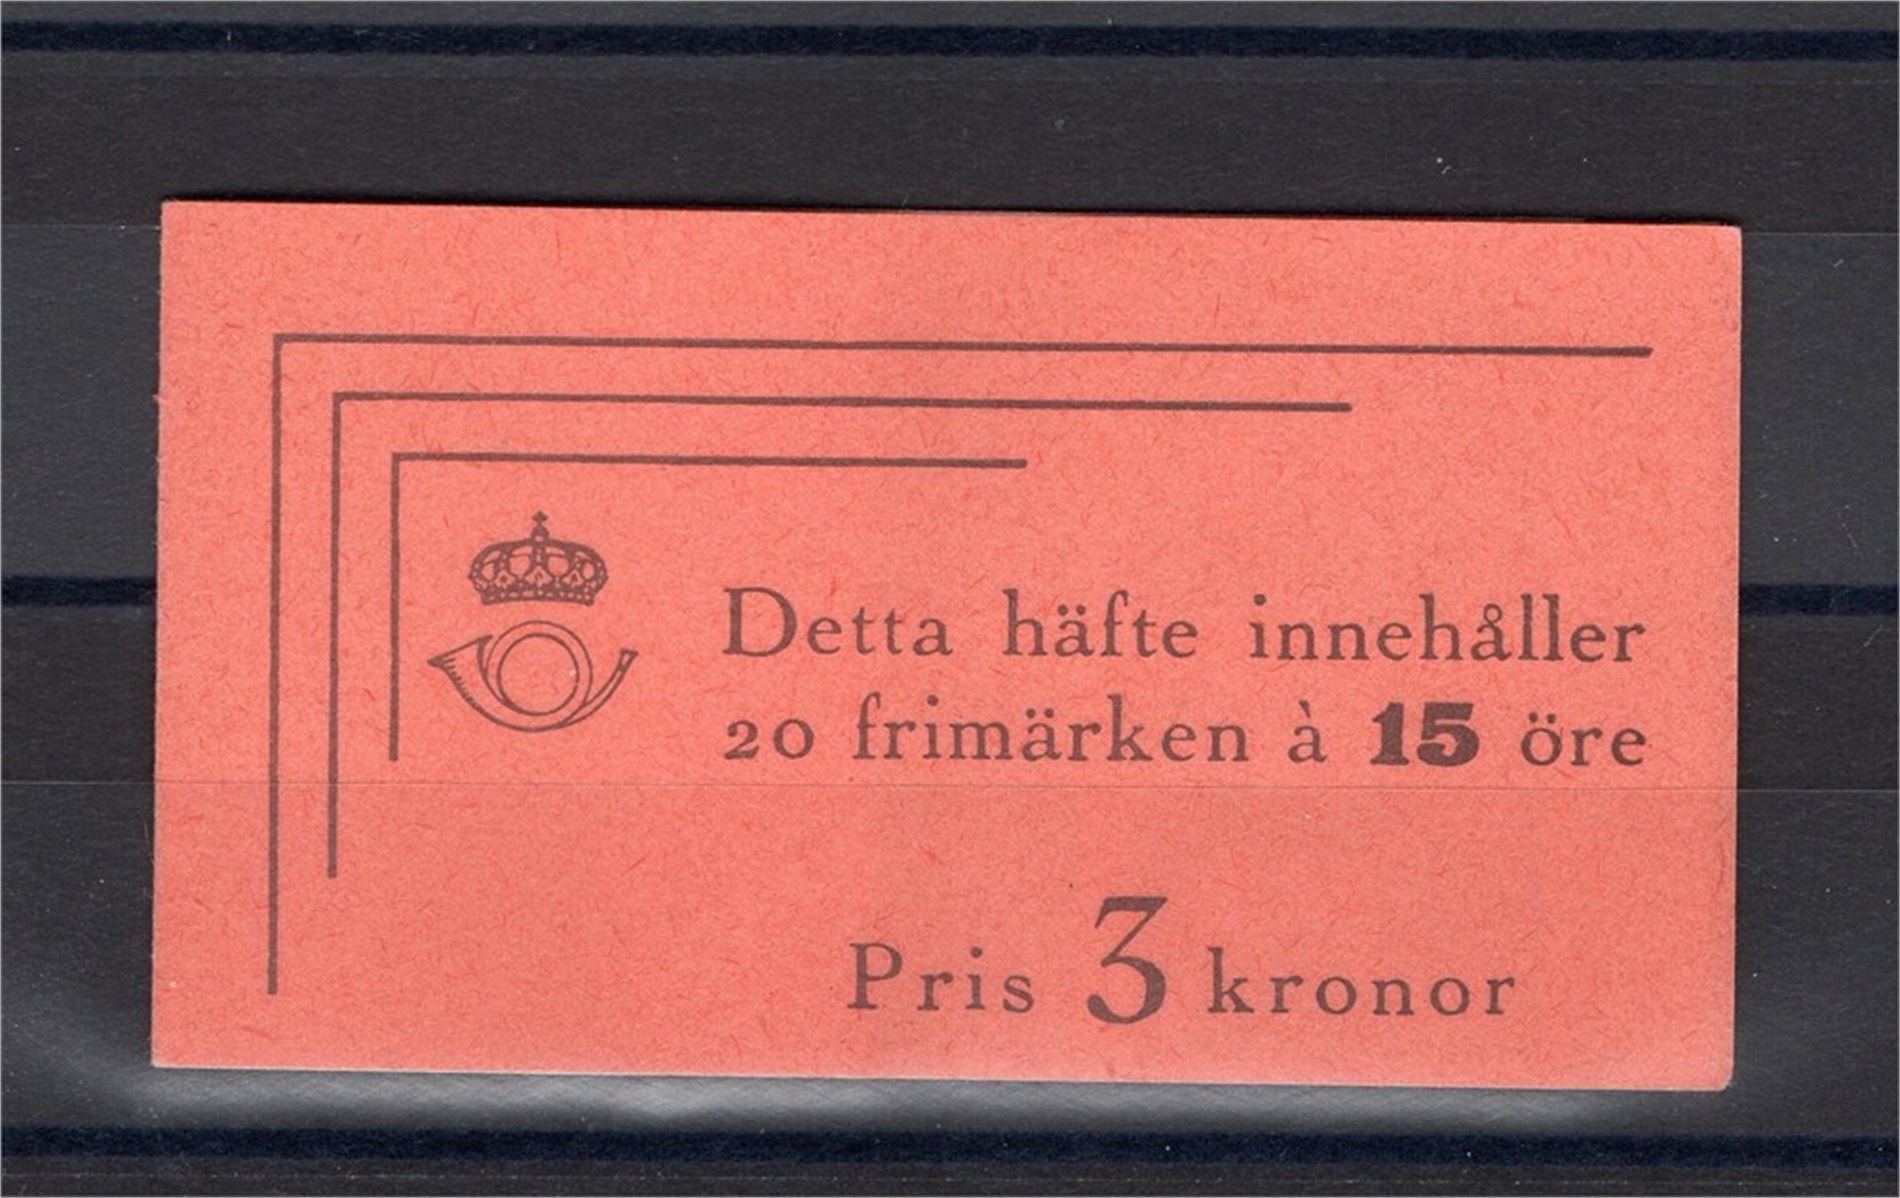 Detta häfte innehåller
20 frimärken à 15 öre
Pris 3 kronor